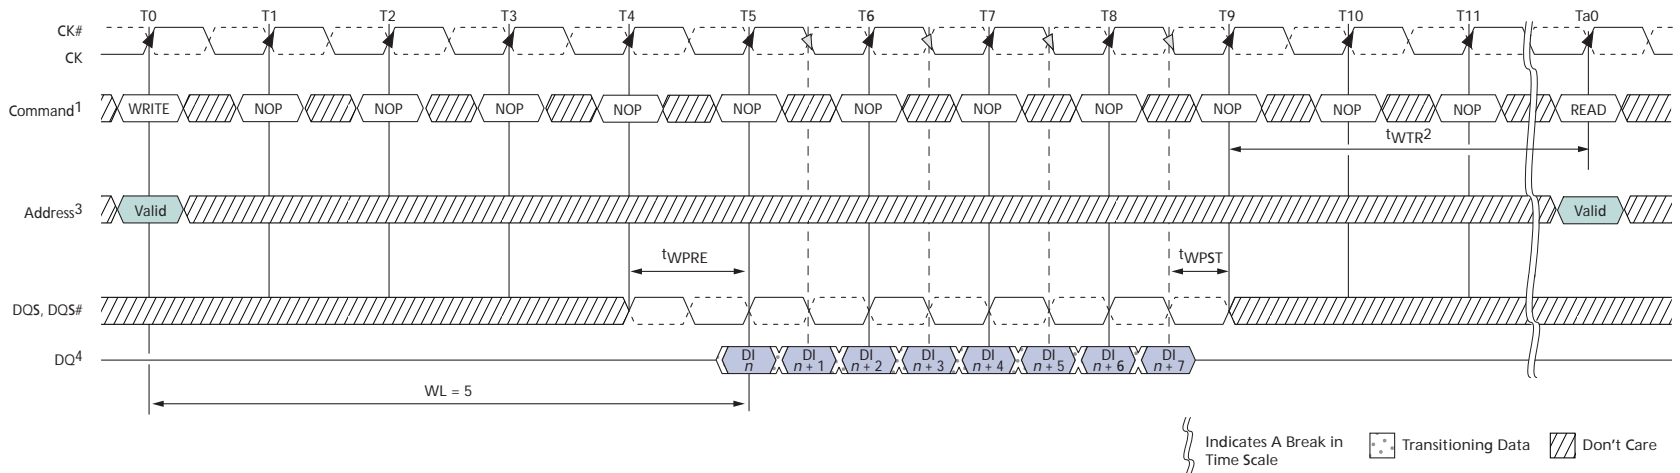 T0 T1 T2 T3 T4 T5 T6 T7 T8 T9 T10 T11 Ta0
CK#
CK
Command1 WRITE NOP NOP NOP NOP NOP NOP NOP NOP NOP NOP NOP READ
tWTR2
Address3 Valid Valid
tWPRE tWPST
DQS, DQS#
DQ4 DI n DI n + 1 DI n + 2 DI n + 3 DI n + 4 DI n + 5 DI n + 6 DI n + 7
WL = 5
Indicates A Break in
Time Scale
Transitioning Data
Don't Care